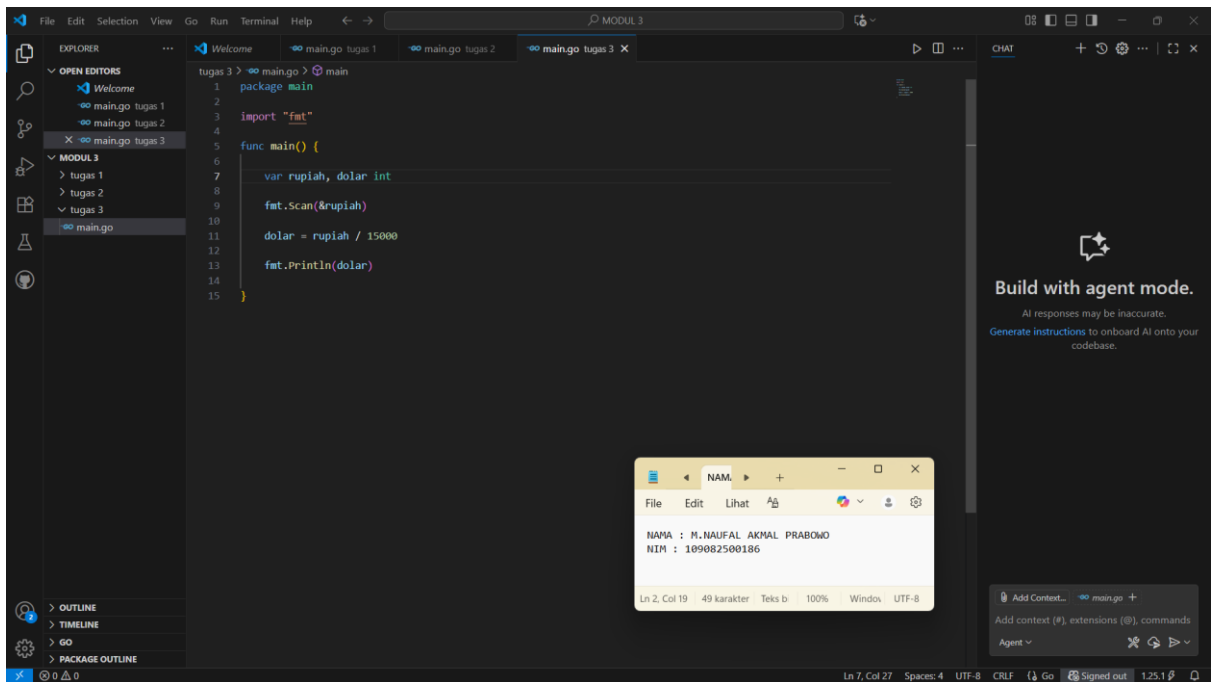 File Edit Selection View Go Run Terminal Help
MODUL 3
EXPLORER
OPEN EDITORS
Welcome
main.go tugas 1
main.go tugas 2
main.go tugas 3
MODUL 3
tugas 1
tugas 2
tugas 3
main.go
OUTLINE
TIMELINE
GO
PACKAGE OUTLINE
Welcome main.go tugas 1 main.go tugas 2 main.go tugas 3
tugas 3 > main.go > main
1 package main
2
3 import "fmt"
4
5 func main() {
6
7 var rupiah, dolar int
8
9 fmt.Scan(&rupiah)
10
11 dolar = rupiah / 15000
12
13 fmt.Println(dolar)
14
15 }
NAM
File Edit Lihat
NAMA : M.NAUFAL AKMAL PRABOWO
NIM : 109082500186
Ln 2, Col 19 49 karakter Teks b 100% Windov UTF-8
CHAT
Build with agent mode.
AI responses may be inaccurate.
Generate instructions to onboard AI onto your
codebase.
Add Context... main.go
Add context (#), extensions (@), commands
Agent
2
0 0
Ln 7, Col 27 Spaces: 4 UTF-8 CRLF Go Signed out 1.25.1